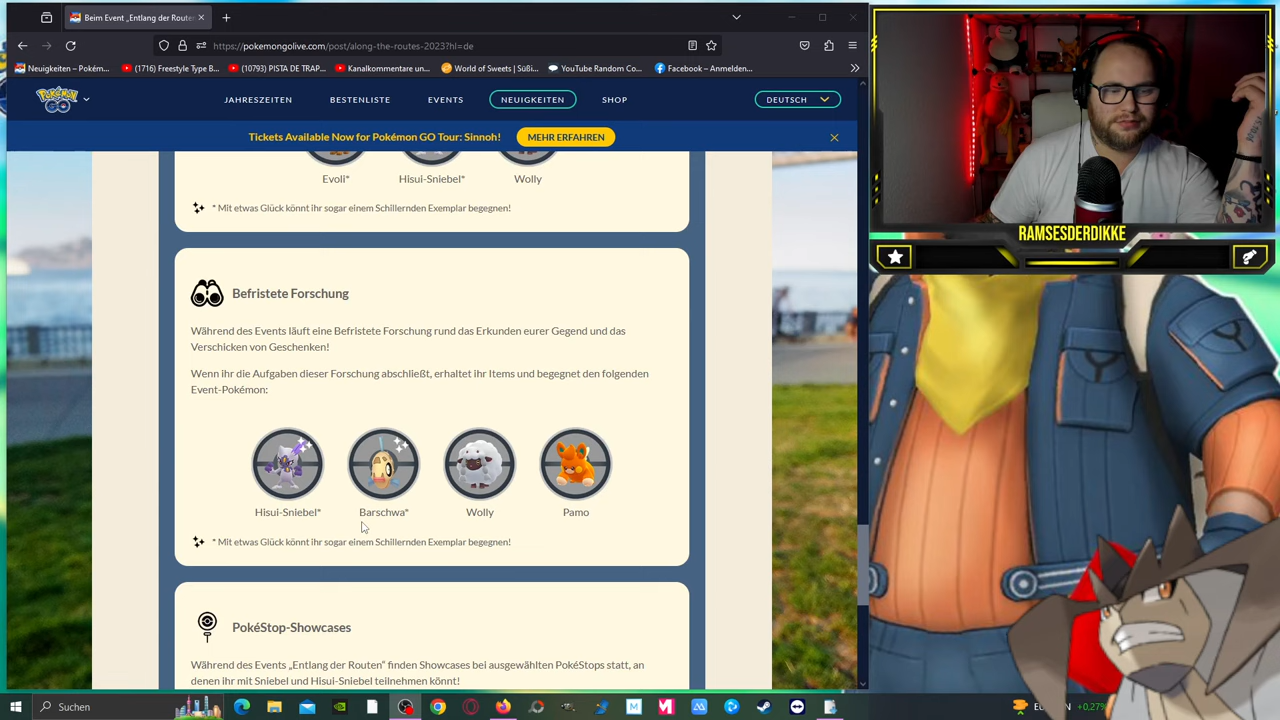 Beim Event „Entlang der Routen
https://pokemongolive.com/post/along-the-routes-2023?hl=de
Neuigkeiten – Pokém...
(1716) Freestyle Type B...
(10793) PISTA DE TRAP...
Kanalkommentare un...
World of Sweets | Süßi...
YouTube Random Co...
Facebook – Anmelden...
Pokémon GO
JAHRESZEITEN
BESTENLISTE
EVENTS
NEUIGKEITEN
SHOP
DEUTSCH
Tickets Available Now for Pokémon GO Tour: Sinnoh!
MEHR ERFAHREN
Evoli*
Hisui-Sniebel*
Wolly
* Mit etwas Glück könnt ihr sogar einem Schillernden Exemplar begegnen!
Befristete Forschung
Während des Events läuft eine Befristete Forschung rund das Erkunden eurer Gegend und das
Verschicken von Geschenken!
Wenn ihr die Aufgaben dieser Forschung abschließt, erhaltet ihr Items und begegnet den folgenden
Event-Pokémon:
Hisui-Sniebel*
Barschwa*
Wolly
Pamo
* Mit etwas Glück könnt ihr sogar einem Schillernden Exemplar begegnen!
PokéStop-Showcases
Während des Events „Entlang der Routen” finden Showcases bei ausgewählten PokéStops statt, an
denen ihr mit Sniebel und Hisui-Sniebel teilnehmen könnt!
RAMSESDERDIKKE
Suchen
+0,27%